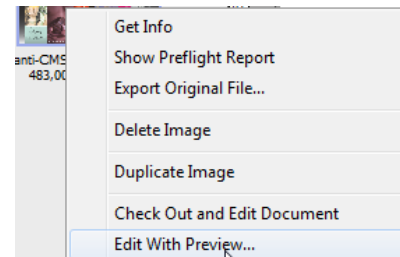 Get Info
Show Preflight Report
Export Original File...
Delete Image
Duplicate Image
Check Out and Edit Document
Edit With Preview...
anti-CMS
483,00